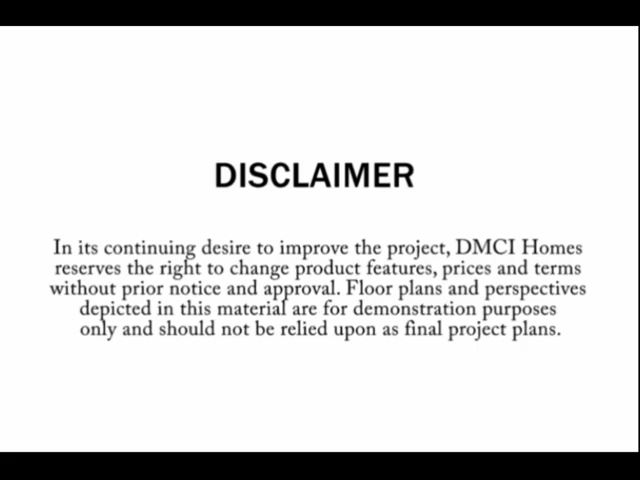 DISCLAIMER
In its continuing desire to improve the project, DMCI Homes
reserves the right to change product features, prices and terms
without prior notice and approval. Floor plans and perspectives
depicted in this material are for demonstration purposes
only and should not be relied upon as final project plans.